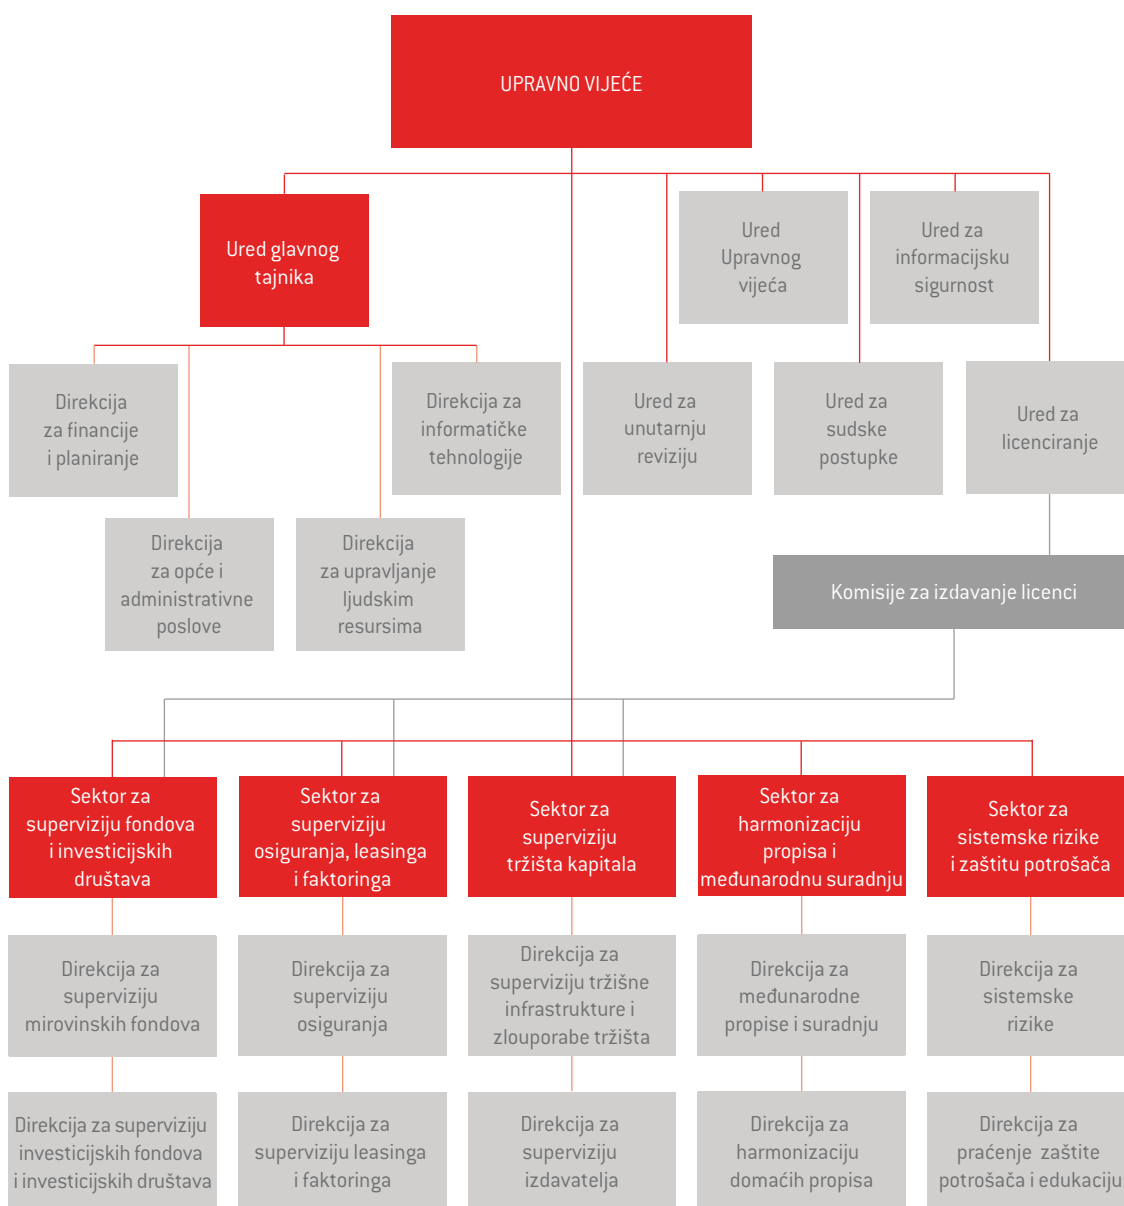 UPRAVNO VIJEĆE
Ured glavnog
tajnika
Ured
Upravnog
vijeća
Ured za
informacijsku
sigurnost
Direkcija
za financije
i planiranje
Direkcija za
informatičke
tehnologije
Ured za
unutarnju
reviziju
Ured za
sudske
postupke
Ured za
licenciranje
Direkcija
za opće i
administrativne
poslove
Direkcija
za upravljanje
ljudskim
resursima
Komisije za izdavanje licenci
Sektor za
superviziju fondova
i investicijskih
društava
Sektor za
superviziju
osiguranja, leasinga
i faktoringa
Sektor za
superviziju
tržišta kapitala
Sektor za
harmonizaciju
propisa i
međunarodnu suradnju
Sektor za
sistemske rizike
i zaštitu potrošača
Direkcija za
superviziju
mirovinskih fondova
Direkcija za
superviziju
osiguranja
Direkcija za
superviziju tržišne
infrastrukture i
zlouporabe tržišta
Direkcija za
međunarodne
propise i suradnju
Direkcija za
sistemske
rizike
Direkcija za superviziju
investicijskih fondova
i investicijskih društava
Direkcija za
superviziju leasinga
i faktoringa
Direkcija za
superviziju
izdavatelja
Direkcija za
harmonizaciju
domaćih propisa
Direkcija za
praćenje zaštite
potrošača i edukaciju